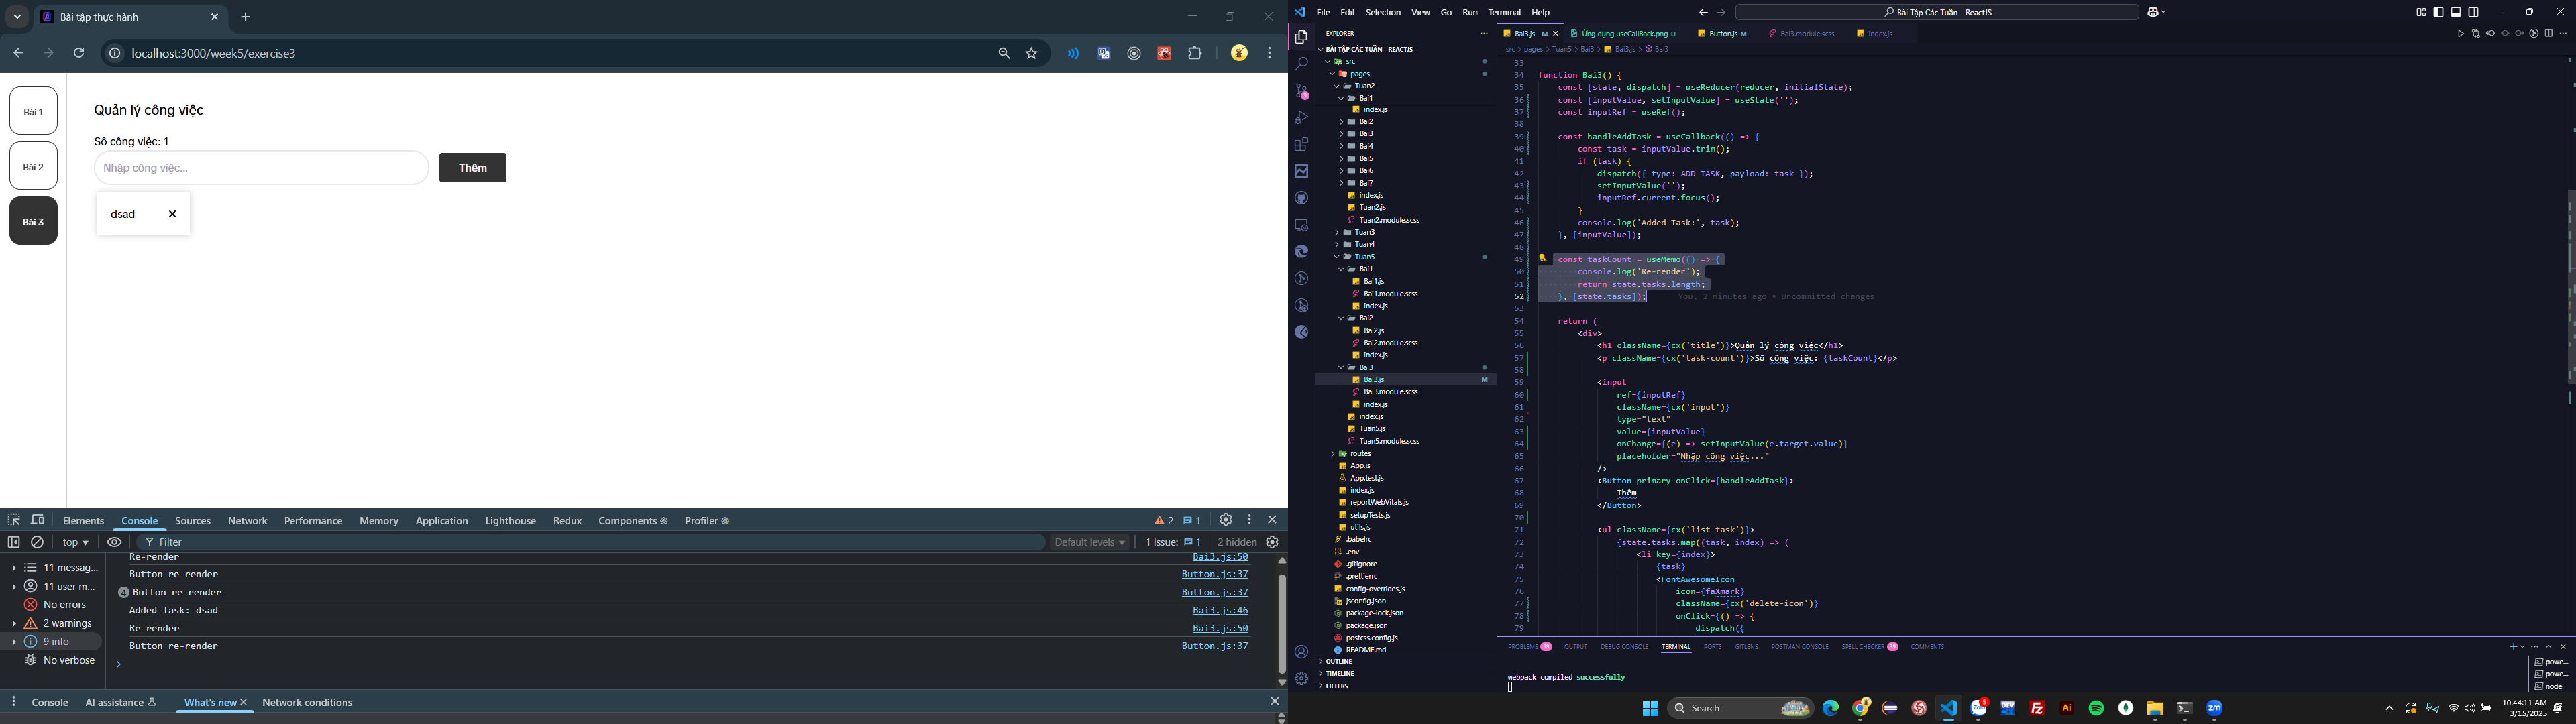 Bài tập thực hành
localhost:3000/week5/exercise3
Bài 1
Bài 2
Bài 3
Quản lý công việc
Số công việc: 1
Nhập công việc...
Thêm
dsad
Elements Console Sources Network Performance Memory Application Lighthouse Redux Components Profiler 2 1
top Filter Default levels 1 Issue: 1 2 hidden
11 messag...
11 user m...
No errors
2 warnings
9 info
No verbose
Re-render Bai3.js:50
Button re-render Button.js:37
4 Button re-render Button.js:37
Added Task: dsad Bai3.js:46
Re-render Bai3.js:50
Button re-render Button.js:37
Console AI assistance What's new Network conditions
File Edit Selection View Go Run Terminal Help
Bài Tập Các Tuần - ReactJS
EXPLORER
BÀI TẬP CÁC TUẦN - REACTJS
src
pages
Tuan2
Bai1
index.js
Bai2
Bai3
Bai4
Bai5
Bai6
Bai7
index.js
Tuan2.js
Tuan2.module.scss
Tuan3
Tuan4
Tuan5
Bai1
Bai1.js
Bai1.module.scss
index.js
Bai2
Bai2.js
Bai2.module.scss
index.js
Bai3
Bai3.js M
Bai3.module.scss
index.js
index.js
Tuan5.js
Tuan5.module.scss
routes
App.js
App.test.js
index.js
reportWebVitals.js
setupTests.js
utils.js
.babelrc
.env
.gitignore
.prettierrc
config-overrides.js
jsconfig.json
package-lock.json
package.json
postcss.config.js
README.md
OUTLINE
TIMELINE
FILTERS
Bai3.js M Ứng dụng useCallBack.png U Button.js M Bai3.module.scss index.js
src > pages > Tuan5 > Bai3 > Bai3.js > Bai3
33
34 function Bai3() {
35 const [state, dispatch] = useReducer(reducer, initialState);
36 const [inputValue, setInputValue] = useState('');
37 const inputRef = useRef();
38
39 const handleAddTask = useCallback(() => {
40 const task = inputValue.trim();
41 if (task) {
42 dispatch({ type: ADD_TASK, payload: task });
43 setInputValue('');
44 inputRef.current.focus();
45 }
46 console.log('Added Task:', task);
47 }, [inputValue]);
48
49 const taskCount = useMemo(() => {
50 console.log('Re-render');
51 return state.tasks.length;
52 }, [state.tasks]); You, 2 minutes ago • Uncommitted changes
53
54 return (
55 <div>
56 <h1 className={cx('title')}>Quản lý công việc</h1>
57 <p className={cx('task-count')}>Số công việc: {taskCount}</p>
58
59 <input
60 ref={inputRef}
61 className={cx('input')}
62 type="text"
63 value={inputValue}
64 onChange={(e) => setInputValue(e.target.value)}
65 placeholder="Nhập công việc..."
66 />
67 <Button primary onClick={handleAddTask}>
68 Thêm
69 </Button>
70
71 <ul className={cx('list-task')}>
72 {state.tasks.map((task, index) => (
73 <li key={index}>
74 {task}
75 <FontAwesomeIcon
76 icon={faXmark}
77 className={cx('delete-icon')}
78 onClick={() => {
79 dispatch({
PROBLEMS OUTPUT DEBUG CONSOLE TERMINAL PORTS GITLENS POSTMAN CONSOLE SPELL CHECKER COMMENTS
webpack compiled successfully
powe...
powe...
node
Search
10:44:11 AM
3/15/2025